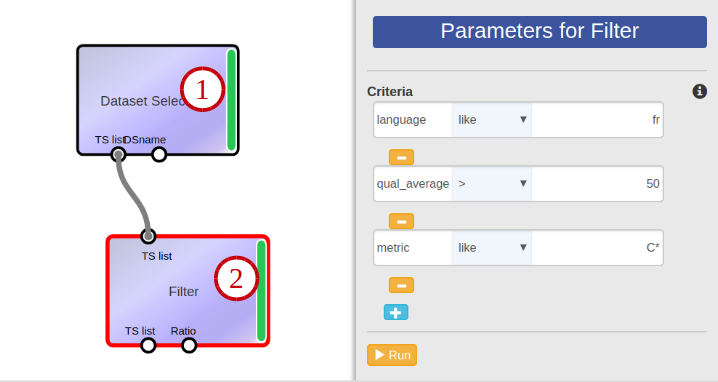 Dataset Selec
1
TS list
DSname
TS list
Filter
2
TS list
Ratio
Parameters for Filter
Criteria
language like fr
qual_average > 50
metric like C*
Run